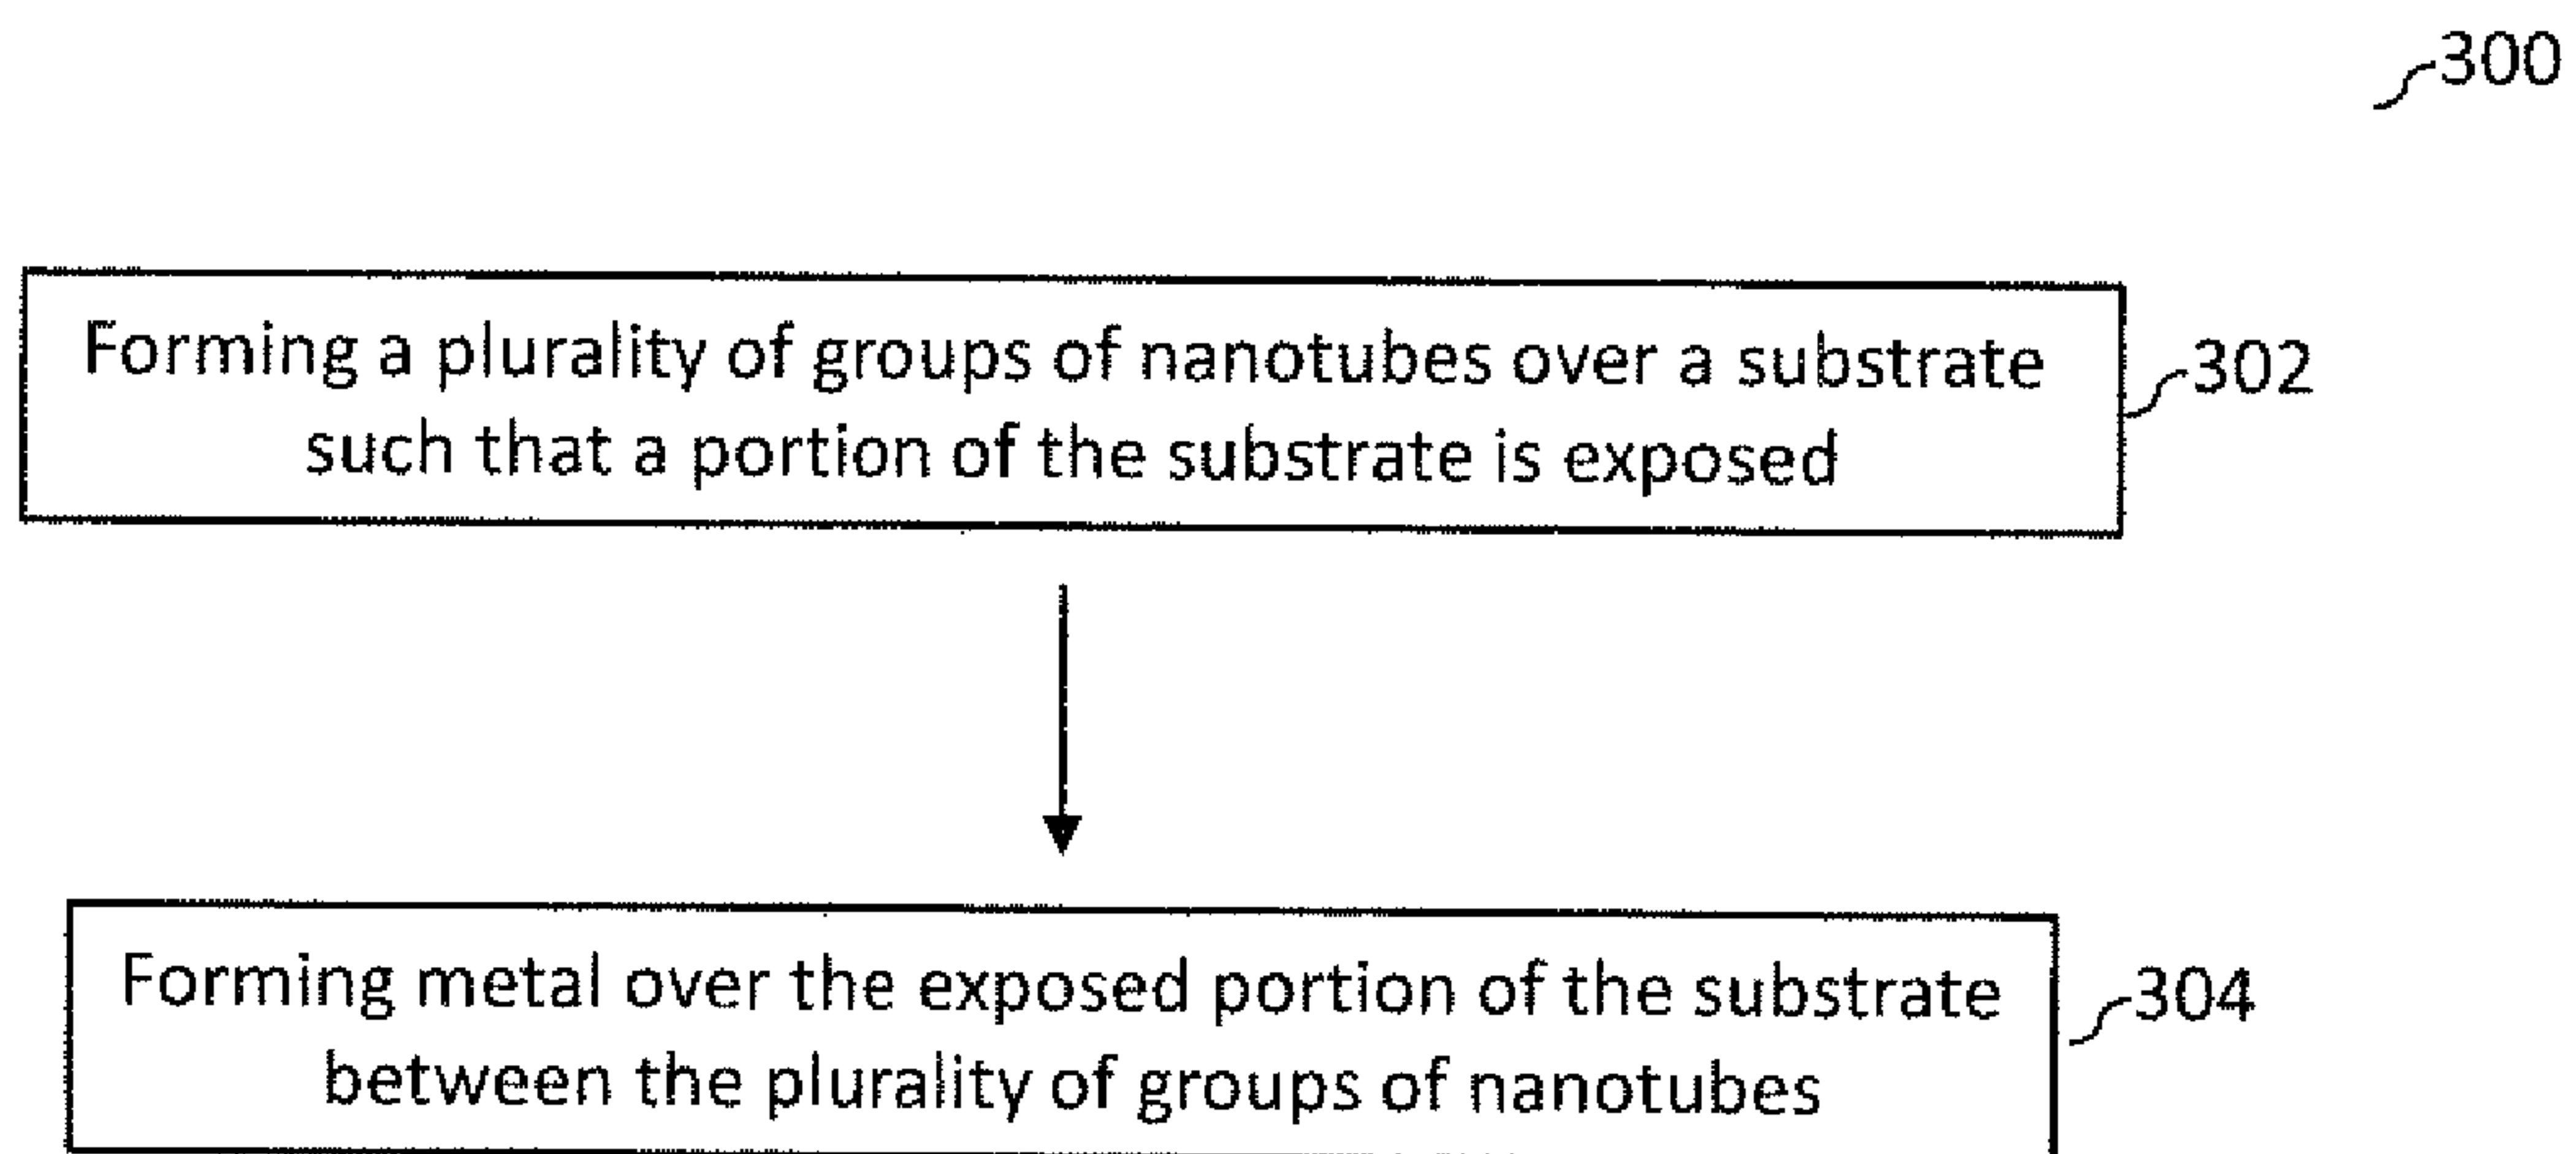 300
Forming a plurality of groups of nanotubes over a substrate
such that a portion of the substrate is exposed
302
Forming metal over the exposed portion of the substrate
between the plurality of groups of nanotubes
304